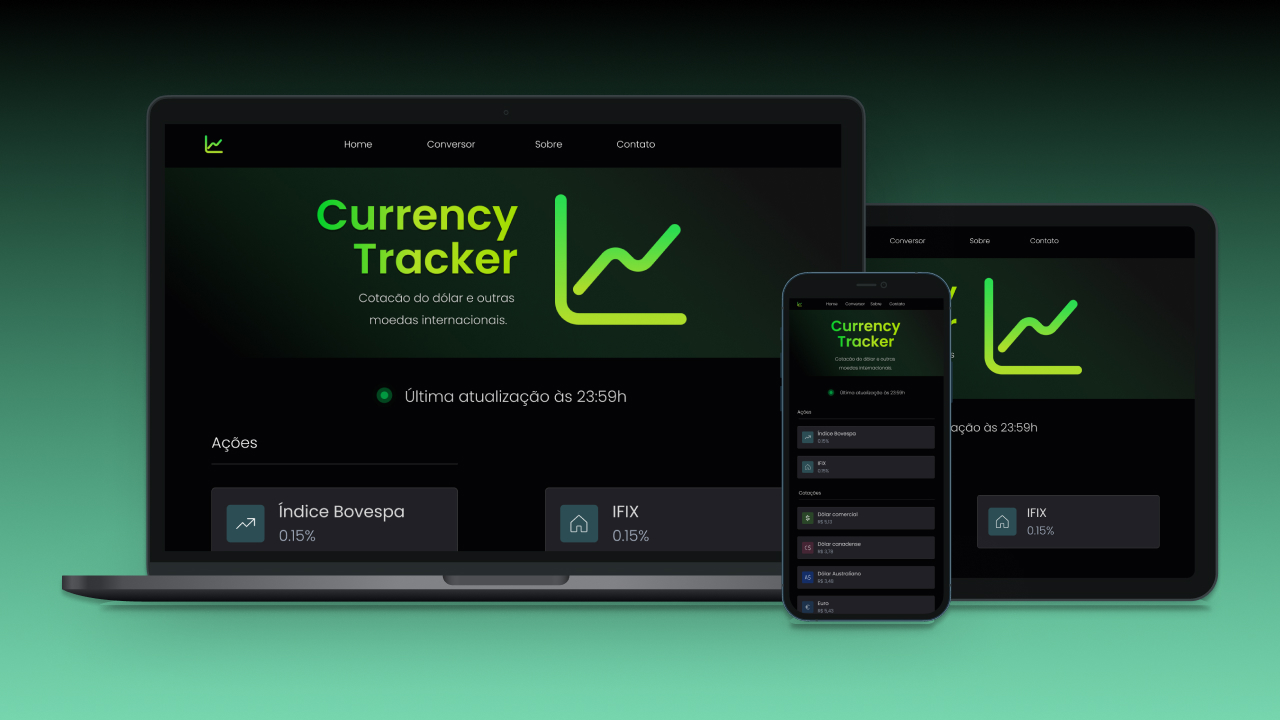 Home Conversor Sobre Contato
Currency
Tracker
Cotacão do dólar e outras
moedas internacionais.
Última atualização às 23:59h
Ações
Índice Bovespa
0.15%
IFIX
0.15%
Home Conversor Sobre Contato
Currency
Tracker
Cotacão do dólar e outras
moedas internacionais.
Última atualização às 23:59h
Ações
Índice Bovespa
0.15%
IFIX
0.15%
Cotações
$
Dólar comercial
R$ 5,13
C$
Dólar canadense
R$ 3,78
A$
Dólar Australiano
R$ 3,48
€
Euro
R$ 5,43
Conversor Sobre Contato
y
r
s
ação às 23:59h
IFIX
0.15%